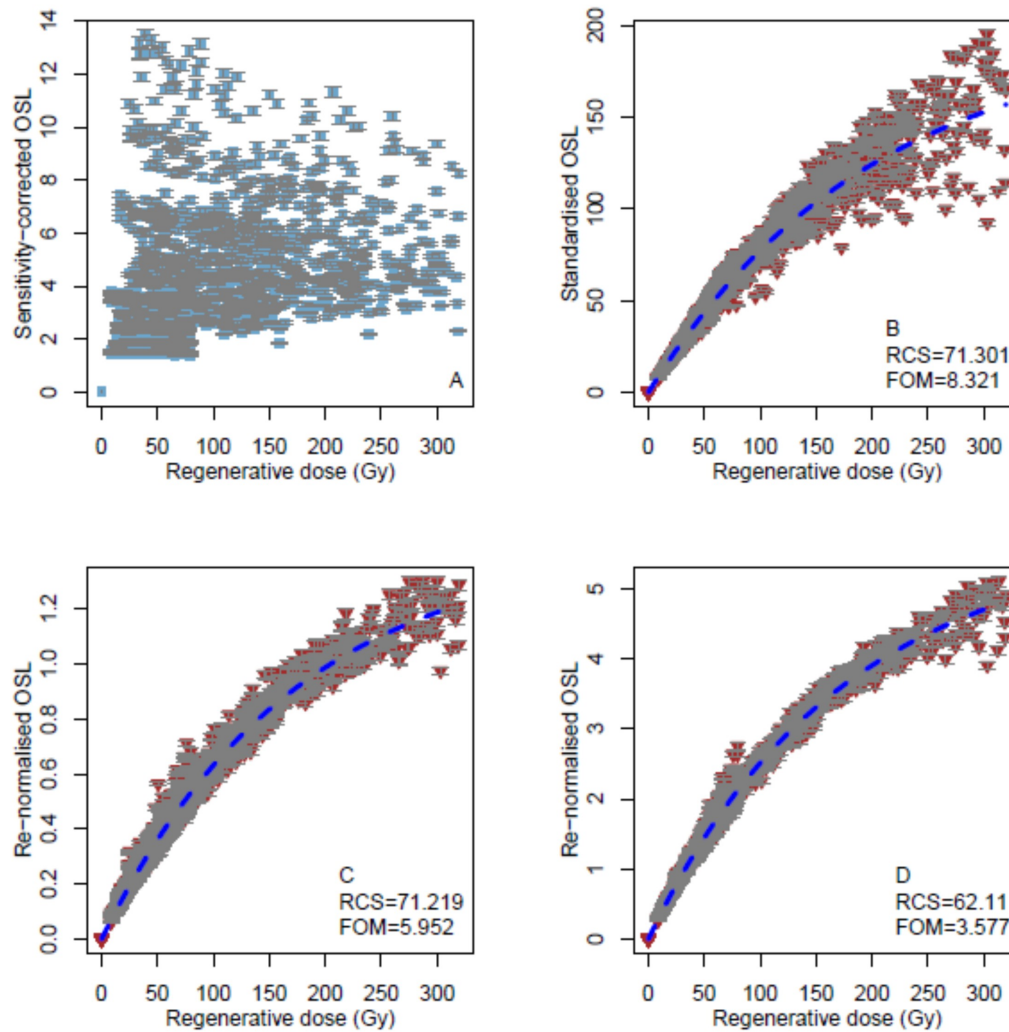 14
12
10
8
6
4
2
0
Sensitivity−corrected OSL
A
0 50 100 150 200 250 300
Regenerative dose (Gy)
200
150
100
50
0
Standardised OSL
B
RCS=71.301
FOM=8.321
0 50 100 150 200 250 300
Regenerative dose (Gy)
1.2
1.0
0.8
0.6
0.4
0.2
0.0
Re−normalised OSL
C
RCS=71.219
FOM=5.952
0 50 100 150 200 250 300
Regenerative dose (Gy)
5
4
3
2
1
0
Re−normalised OSL
D
RCS=62.11
FOM=3.577
0 50 100 150 200 250 300
Regenerative dose (Gy)